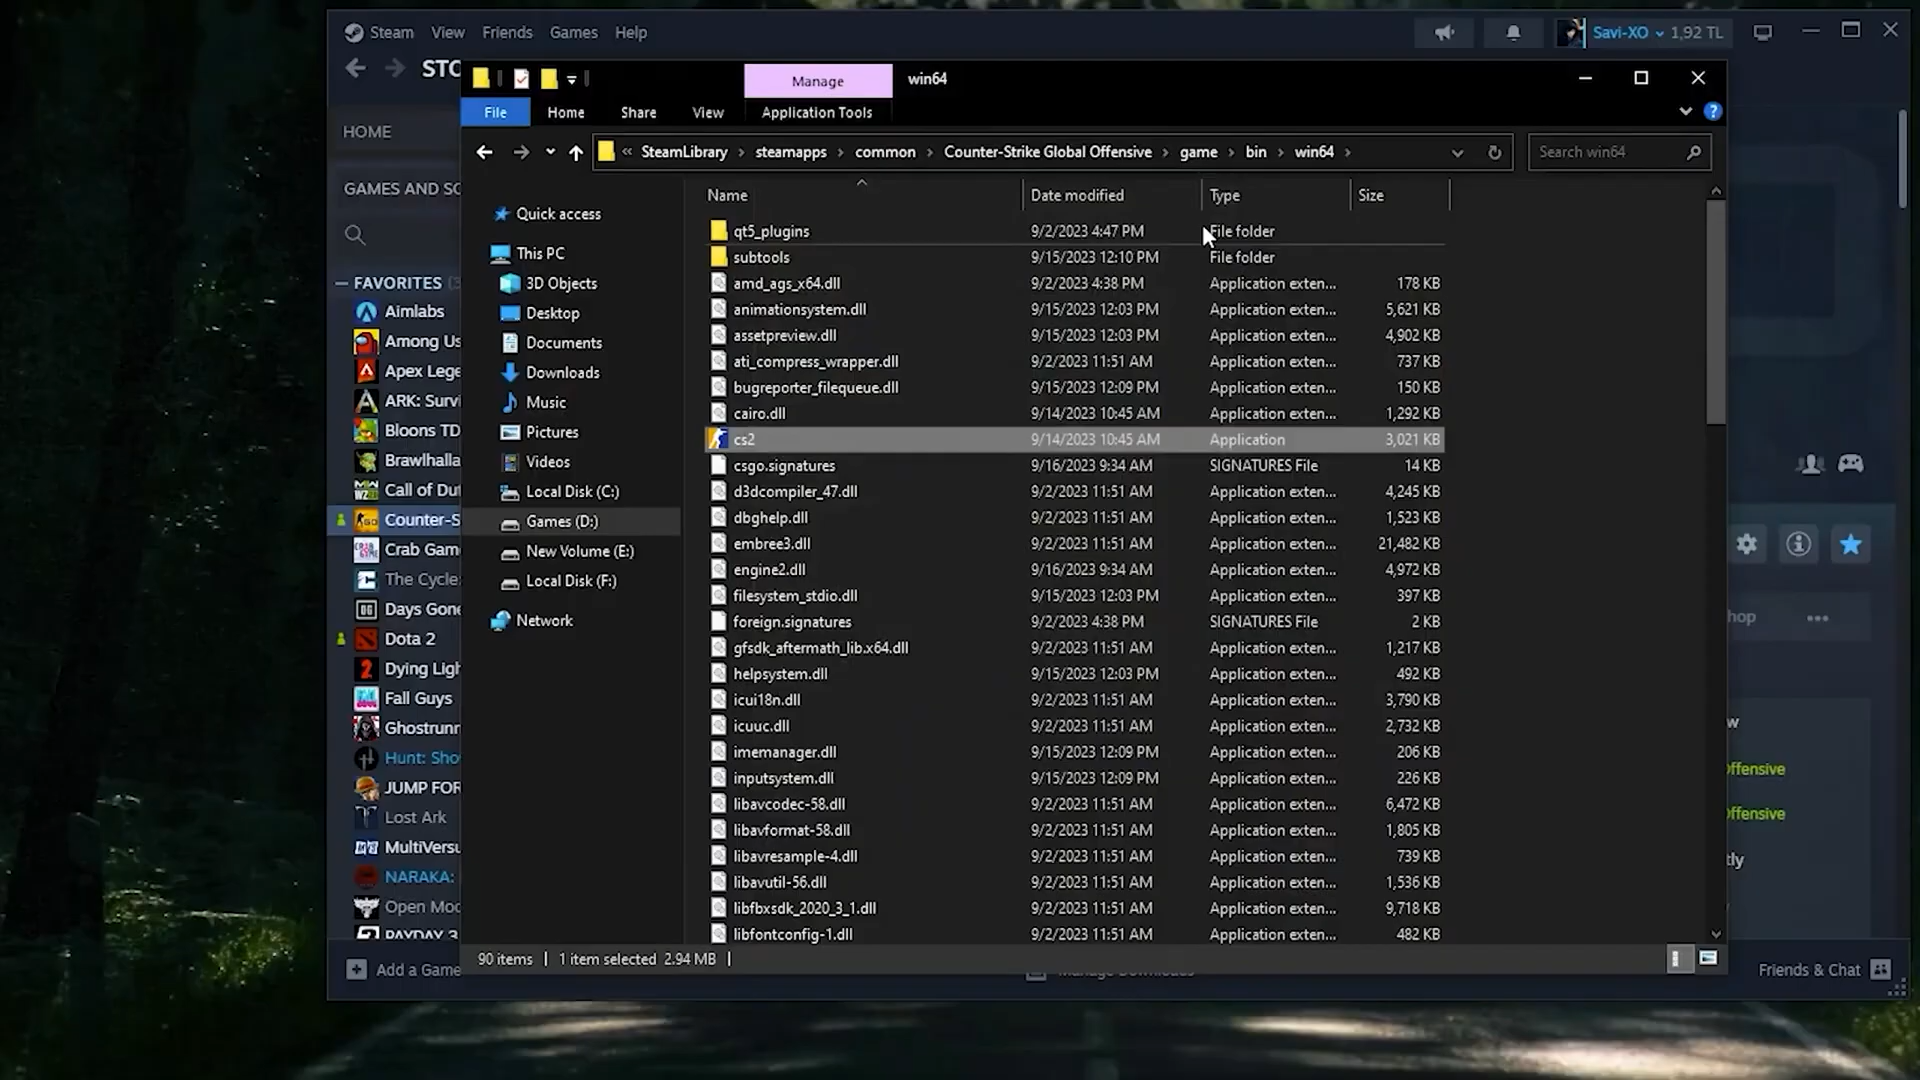 Steam View Friends Games Help
Savi-XO 1,92 TL
STO
Manage win64
File Home Share View Application Tools
HOME
« SteamLibrary › steamapps › common › Counter-Strike Global Offensive › game › bin › win64 ›
Search win64
GAMES AND SO
Name Date modified Type Size
Quick access
This PC
3D Objects
Desktop
Documents
Downloads
Music
Pictures
Videos
Local Disk (C:)
Games (D:)
New Volume (E:)
Local Disk (F:)
Network
FAVORITES
Aimlabs
Among Us
Apex Lege
ARK: Survi
Bloons TD
Brawlhalla
Call of Dut
Counter-S
Crab Gam
The Cycle:
Days Gone
Dota 2
Dying Ligh
Fall Guys
Ghostrunn
Hunt: Sho
JUMP FOR
Lost Ark
MultiVersu
NARAKA:
Open Mod
PAYDAY 3
qt5_plugins 9/2/2023 4:47 PM File folder
subtools 9/15/2023 12:10 PM File folder
amd_ags_x64.dll 9/2/2023 4:38 PM Application exten... 178 KB
animationsystem.dll 9/15/2023 12:03 PM Application exten... 5,621 KB
assetpreview.dll 9/15/2023 12:03 PM Application exten... 4,902 KB
ati_compress_wrapper.dll 9/2/2023 11:51 AM Application exten... 737 KB
bugreporter_filequeue.dll 9/15/2023 12:09 PM Application exten... 150 KB
cairo.dll 9/14/2023 10:45 AM Application exten... 1,292 KB
cs2 9/14/2023 10:45 AM Application 3,021 KB
csgo.signatures 9/16/2023 9:34 AM SIGNATURES File 14 KB
d3dcompiler_47.dll 9/2/2023 11:51 AM Application exten... 4,245 KB
dbghelp.dll 9/2/2023 11:51 AM Application exten... 1,523 KB
embree3.dll 9/2/2023 11:51 AM Application exten... 21,482 KB
engine2.dll 9/16/2023 9:34 AM Application exten... 4,972 KB
filesystem_stdio.dll 9/15/2023 12:03 PM Application exten... 397 KB
foreign.signatures 9/2/2023 4:38 PM SIGNATURES File 2 KB
gfsdk_aftermath_lib.x64.dll 9/2/2023 11:51 AM Application exten... 1,217 KB
helpsystem.dll 9/15/2023 12:03 PM Application exten... 492 KB
icui18n.dll 9/2/2023 11:51 AM Application exten... 3,790 KB
icuuc.dll 9/2/2023 11:51 AM Application exten... 2,732 KB
imemanager.dll 9/15/2023 12:09 PM Application exten... 206 KB
inputsystem.dll 9/15/2023 12:09 PM Application exten... 226 KB
libavcodec-58.dll 9/2/2023 11:51 AM Application exten... 6,472 KB
libavformat-58.dll 9/2/2023 11:51 AM Application exten... 1,805 KB
libavresample-4.dll 9/2/2023 11:51 AM Application exten... 739 KB
libavutil-56.dll 9/2/2023 11:51 AM Application exten... 1,536 KB
libfbxsdk_2020_3_1.dll 9/2/2023 11:51 AM Application exten... 9,718 KB
libfontconfig-1.dll 9/2/2023 11:51 AM Application exten... 482 KB
hop
w
ffensive
ffensive
tly
90 items 1 item selected 2.94 MB
Add a Game
Manage Downloads
Friends & Chat